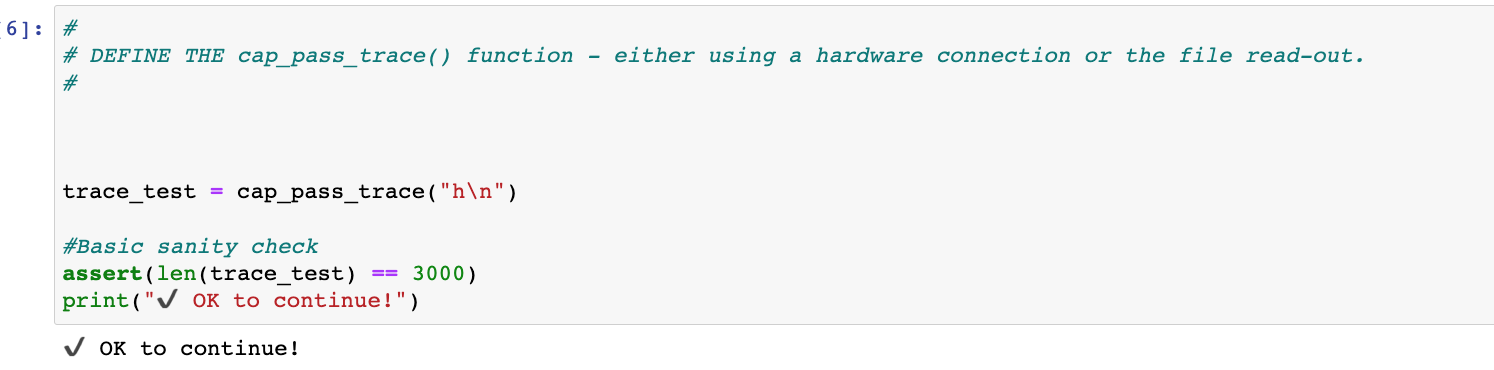 6]:
#
# DEFINE THE cap_pass_trace() function - either using a hardware connection or the file read-out.
#
trace_test = cap_pass_trace("h\n")
#Basic sanity check
assert(len(trace_test) == 3000)
print("✔️ OK to continue!")
✔️ OK to continue!